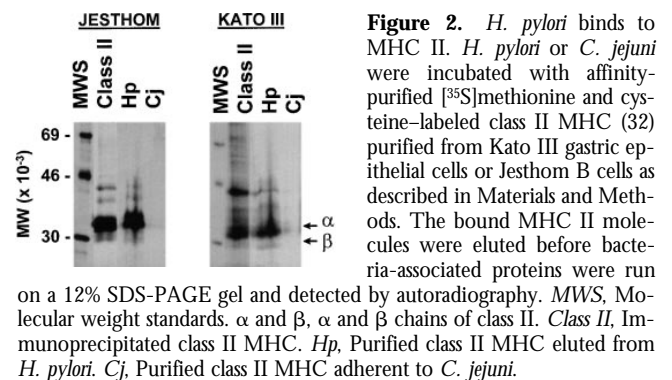 JESTHOM KATO III
MWS Class II Hp Cj MWS Class II Hp Cj
69 -
46 -
30 -
MW (x 10⁻³)
α
β
Figure 2. H. pylori binds to
MHC II. H. pylori or C. jejuni
were incubated with affinity-
purified [³⁵S]methionine and cys-
teine–labeled class II MHC (32)
purified from Kato III gastric ep-
ithelial cells or Jesthom B cells as
described in Materials and Meth-
ods. The bound MHC II mole-
cules were eluted before bacte-
ria-associated proteins were run
on a 12% SDS-PAGE gel and detected by autoradiography. MWS, Mo-
lecular weight standards. α and β, α and β chains of class II. Class II, Im-
munoprecipitated class II MHC. Hp, Purified class II MHC eluted from
H. pylori. Cj, Purified class II MHC adherent to C. jejuni.